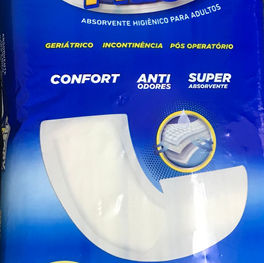 ABSORVENTE HIGIÊNICO PARA ADULTOS
GERIÁTRICO INCONTINÊNCIA PÓS OPERATÓRIO
CONFORT ANTI SUPER
ODORES ABSORVENTE